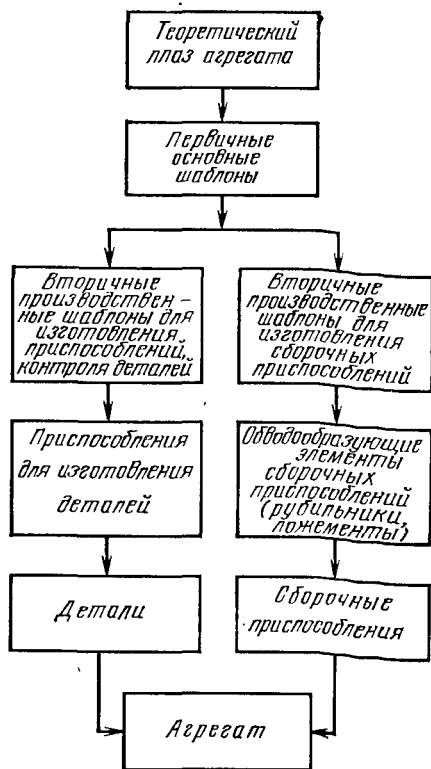 Теоретический
плаз агрегата
Первичные
основные
шаблоны
Вторичные
производствен-
ные шаблоны для
изготовления
приспособлений,
контроля деталей
Вторичные
производственные
шаблоны для
изготовления
сборочных
приспособлений
Приспособления
для изготовления
деталей
Обводообразующие
элементы
сборочных
приспособлений
(рубильники,
ложементы)
Детали
Сборочные
приспособления
Агрегат